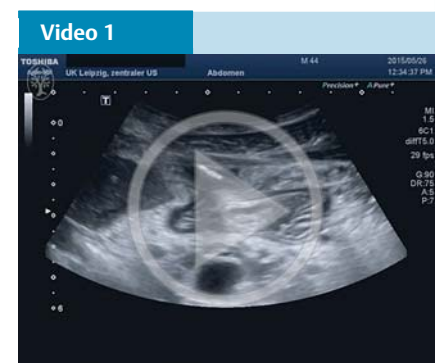 Video 1
TOSHIBA
UK Leipzig, zentraler US
Abdomen
M 44
2015/05/26
12:34:37 PM
Precision+ APure+
T
MI
1.5
6C1
diffT5.0
29 fps
G:90
DR:75
A:5
P:7
0
6